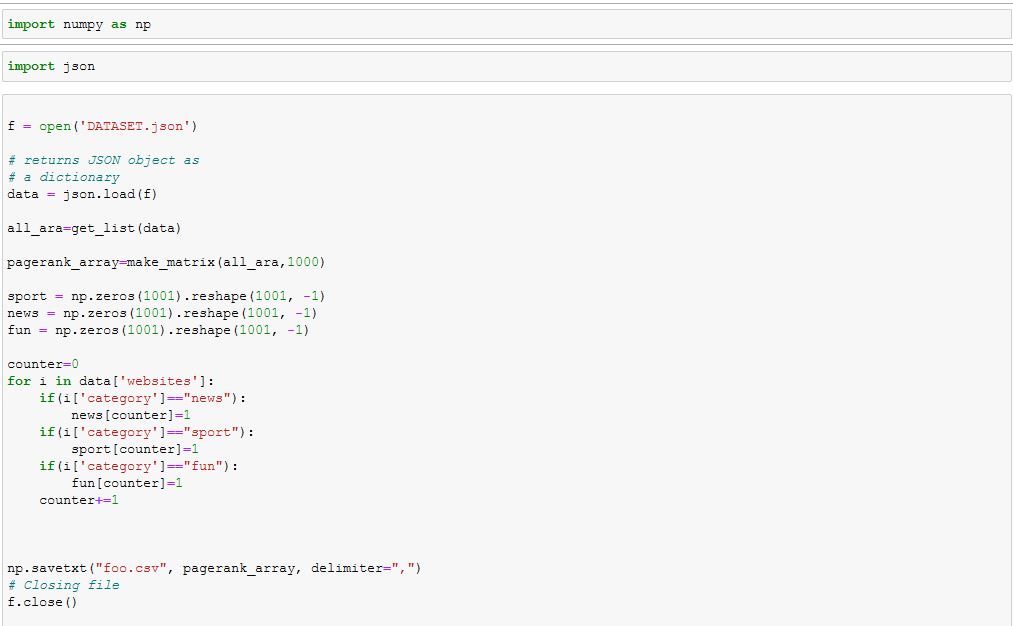 import numpy as np
import json
f = open('DATASET.json')
# returns JSON object as
# a dictionary
data = json.load(f)
all_ara=get_list(data)
pagerank_array=make_matrix(all_ara,1000)
sport = np.zeros(1001).reshape(1001, -1)
news = np.zeros(1001).reshape(1001, -1)
fun = np.zeros(1001).reshape(1001, -1)
counter=0
for i in data['websites']:
    if(i['category']=="news"):
        news[counter]=1
    if(i['category']=="sport"):
        sport[counter]=1
    if(i['category']=="fun"):
        fun[counter]=1
    counter+=1
np.savetxt("foo.csv", pagerank_array, delimiter=",")
# Closing file
f.close()